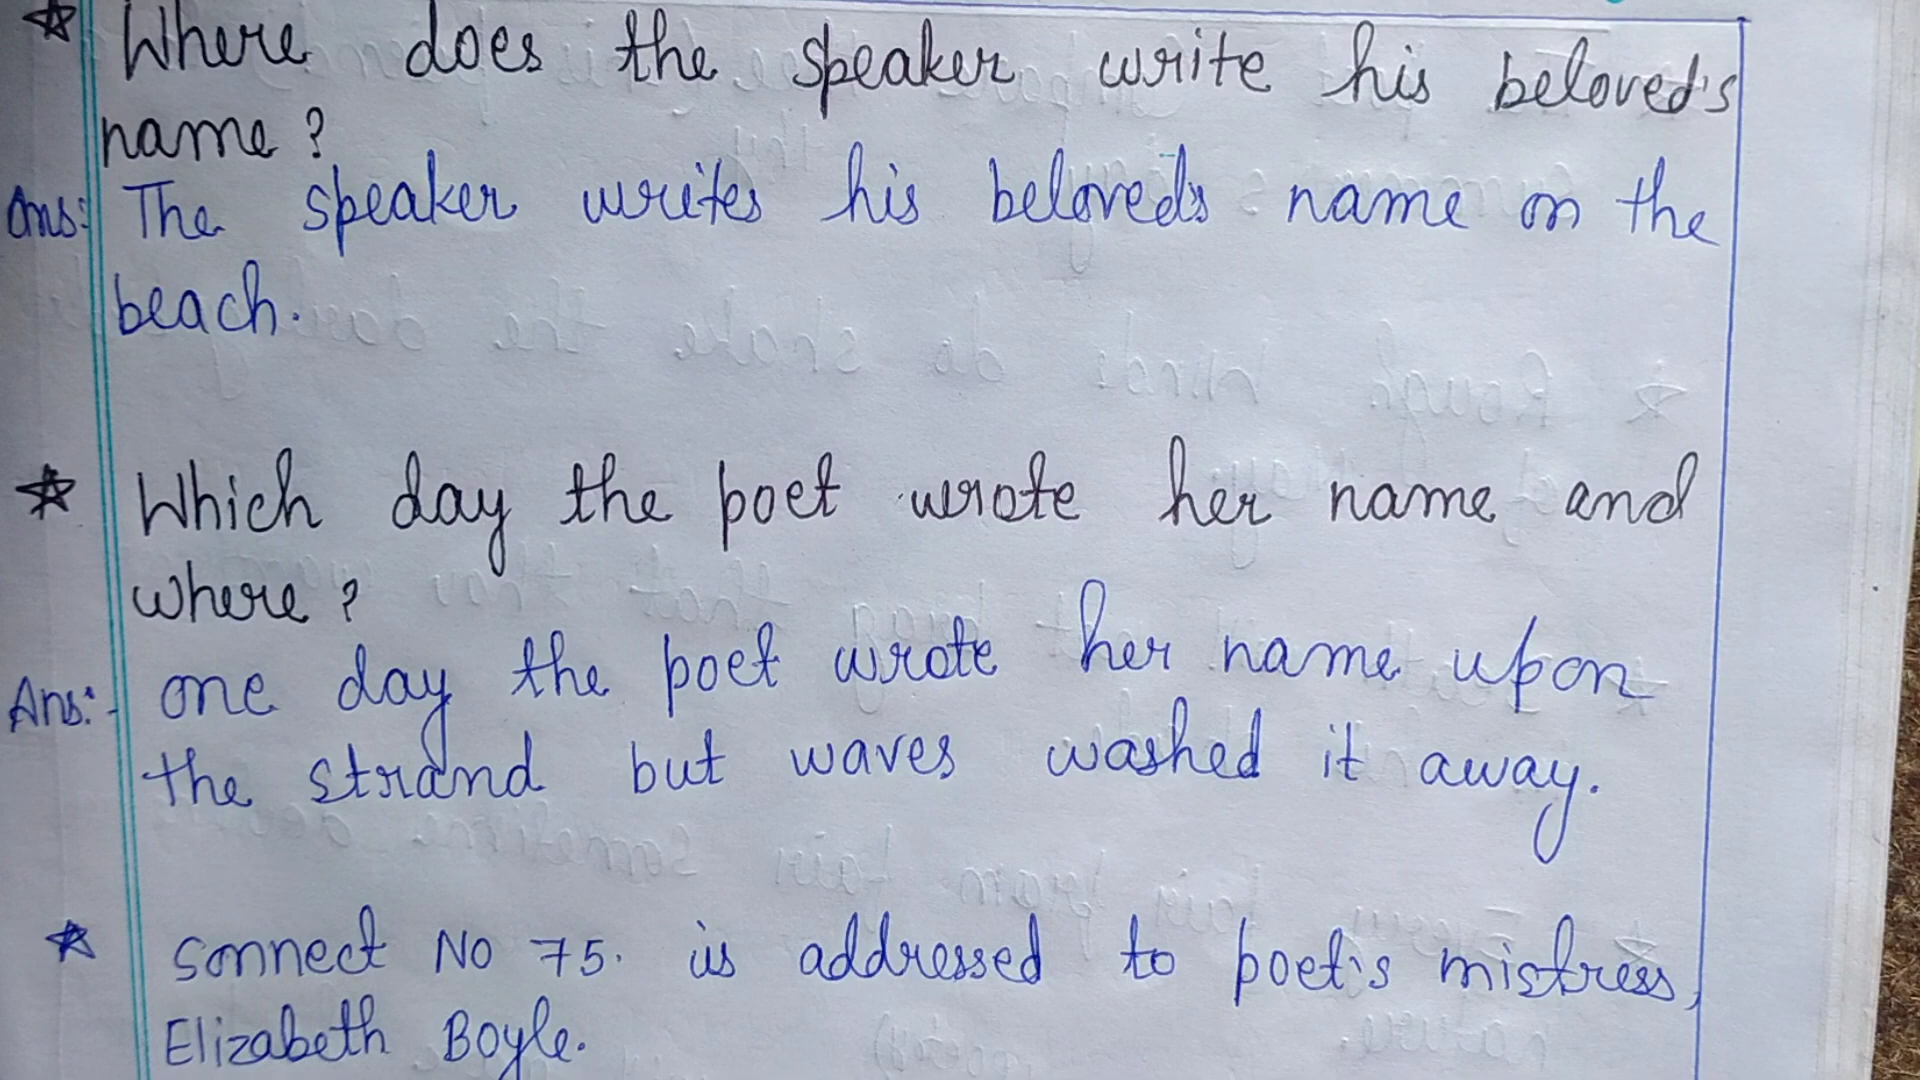 Where does the speaker write his beloved's
name ?
Ans: The speaker writes his beloved's name on the
beach.
Which day the poet wrote her name and
where ?
Ans:- one day the poet wrote her name upon
the strand but waves washed it away.
Sonnect No 75. is addressed to poet's mistress,
Elizabeth Boyle.